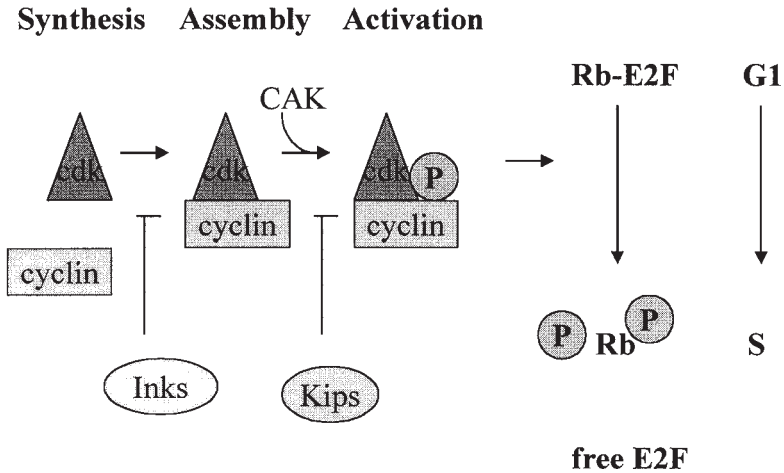 Synthesis Assembly Activation
Rb-E2F G1
CAK
cdk cdk cdk P
cyclin cyclin
cyclin
P Rb P S
Inks Kips
free E2F